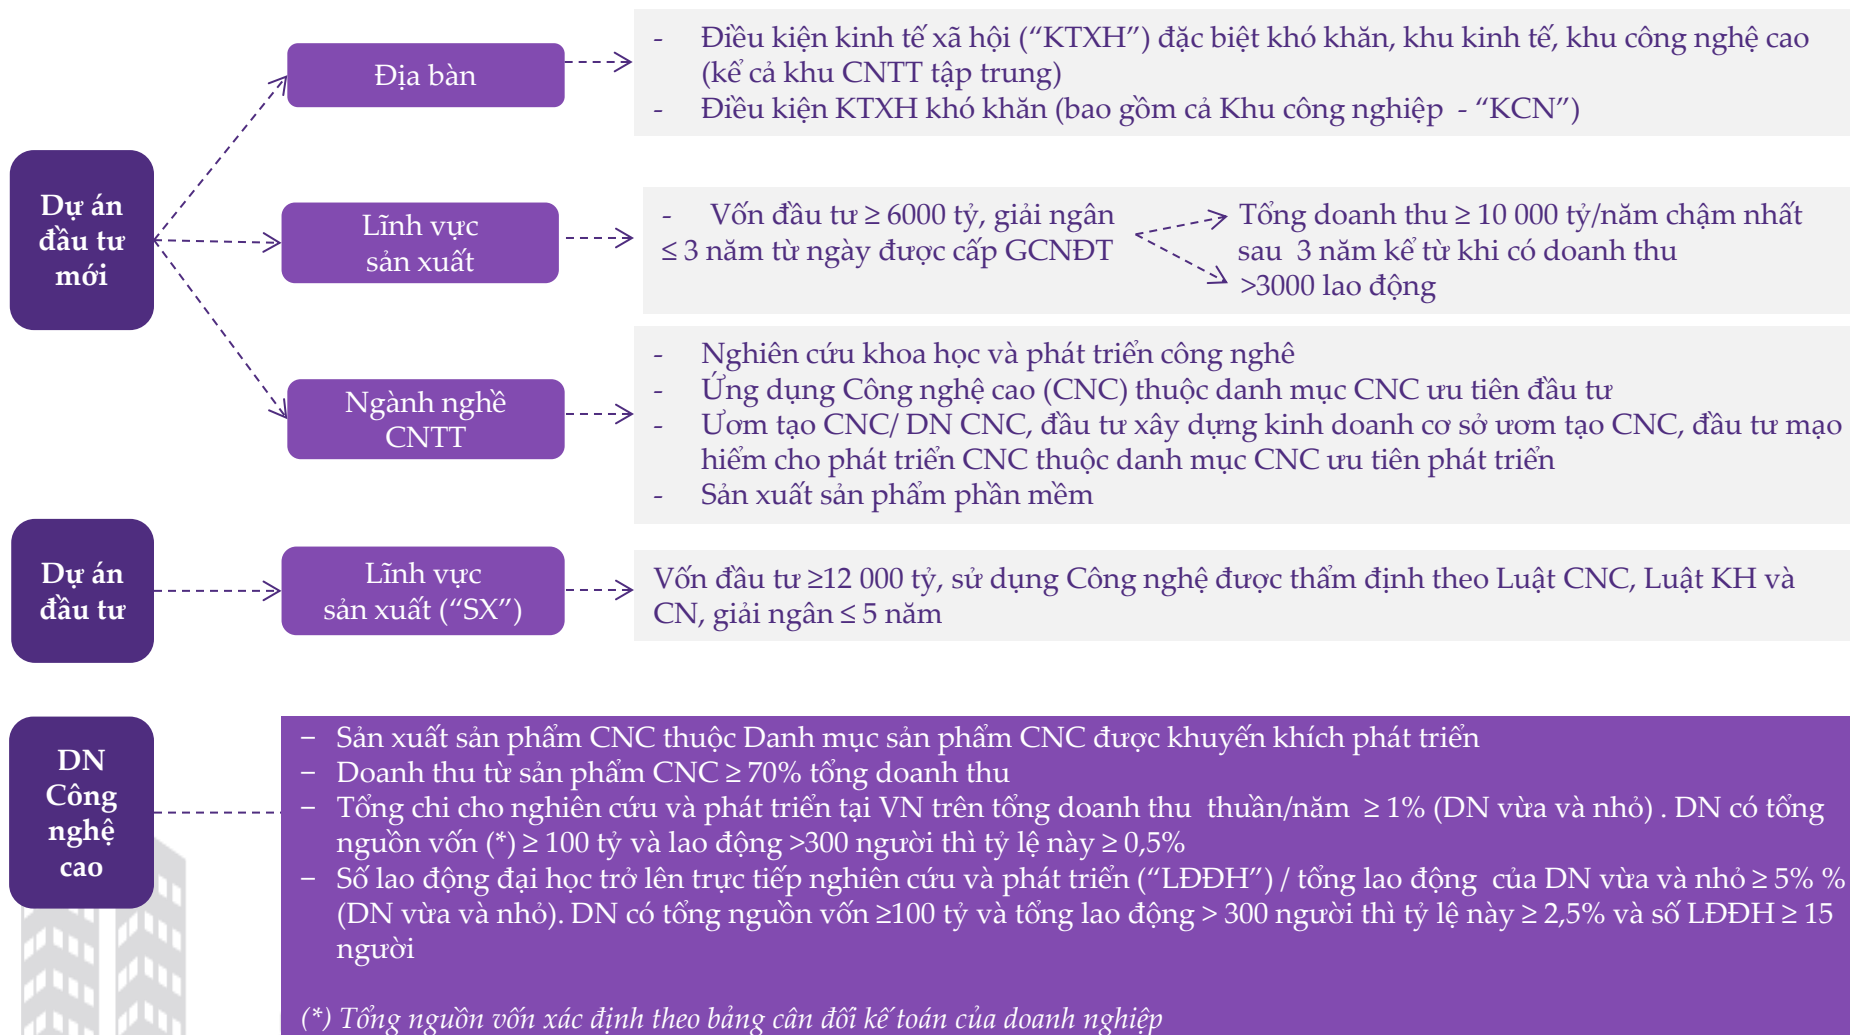 Dự án
đầu tư
mới
Địa bàn
- Điều kiện kinh tế xã hội (“KTXH”) đặc biệt khó khăn, khu kinh tế, khu công nghệ cao
(kể cả khu CNTT tập trung)
- Điều kiện KTXH khó khăn (bao gồm cả Khu công nghiệp - “KCN”)
Lĩnh vực
sản xuất
- Vốn đầu tư ≥ 6000 tỷ, giải ngân
≤ 3 năm từ ngày được cấp GCNĐT
Tổng doanh thu ≥ 10 000 tỷ/năm chậm nhất
sau 3 năm kể từ khi có doanh thu
>3000 lao động
Ngành nghề
CNTT
- Nghiên cứu khoa học và phát triển công nghê
- Ứng dụng Công nghệ cao (CNC) thuộc danh mục CNC ưu tiên đầu tư
- Ươm tạo CNC/ DN CNC, đầu tư xây dựng kinh doanh cơ sở ươm tạo CNC, đầu tư mạo
hiểm cho phát triển CNC thuộc danh mục CNC ưu tiên phát triển
- Sản xuất sản phẩm phần mềm
Dự án
đầu tư
Lĩnh vực
sản xuất (“SX”)
Vốn đầu tư ≥12 000 tỷ, sử dụng Công nghệ được thẩm định theo Luật CNC, Luật KH và
CN, giải ngân ≤ 5 năm
DN
Công
nghệ
cao
– Sản xuất sản phẩm CNC thuộc Danh mục sản phẩm CNC được khuyến khích phát triển
– Doanh thu từ sản phẩm CNC ≥ 70% tổng doanh thu
– Tổng chi cho nghiên cứu và phát triển tại VN trên tổng doanh thu thuần/năm ≥ 1% (DN vừa và nhỏ) . DN có tổng
nguồn vốn (*) ≥ 100 tỷ và lao động >300 người thì tỷ lệ này ≥ 0,5%
– Số lao động đại học trở lên trực tiếp nghiên cứu và phát triển (“LĐĐH”) / tổng lao động của DN vừa và nhỏ ≥ 5% %
(DN vừa và nhỏ). DN có tổng nguồn vốn ≥100 tỷ và tổng lao động > 300 người thì tỷ lệ này ≥ 2,5% và số LĐĐH ≥ 15
người
(*) Tổng nguồn vốn xác định theo bảng cân đối kế toán của doanh nghiệp